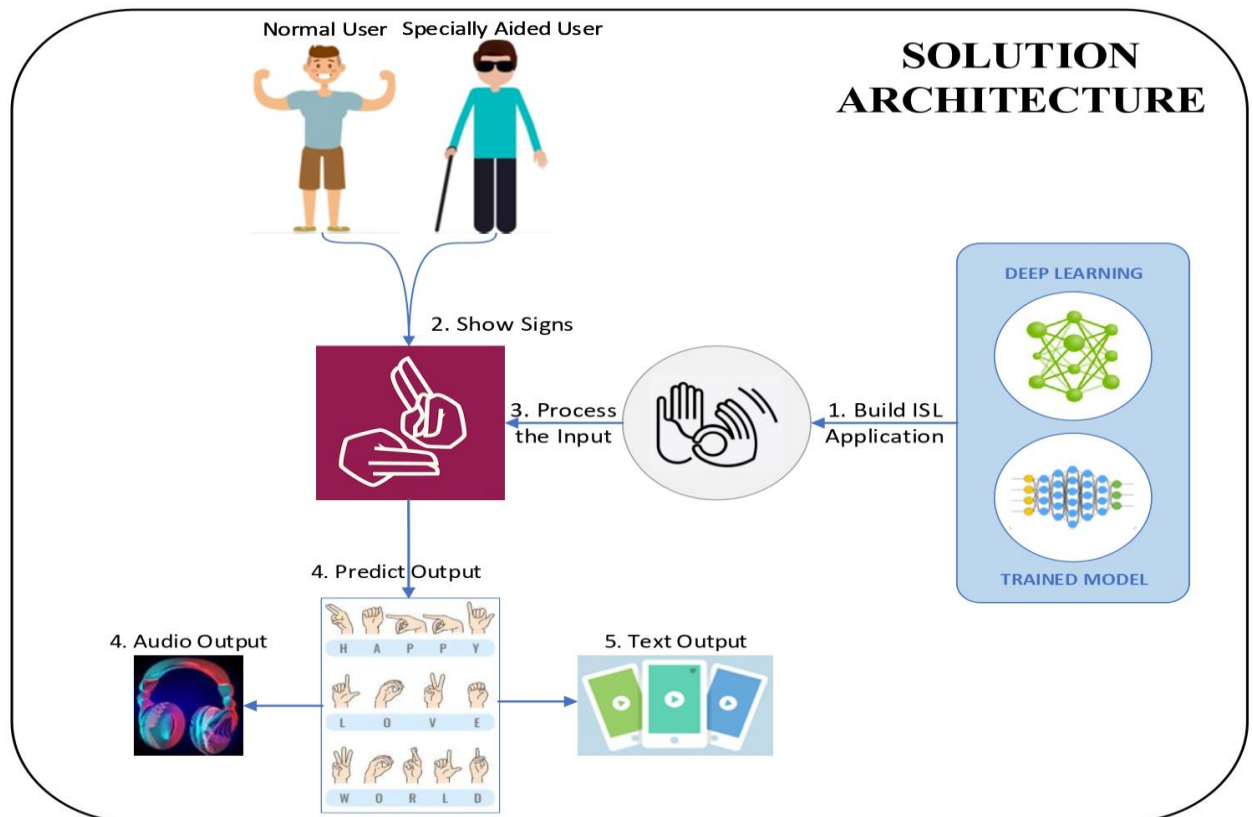 Normal User
Specially Aided User
SOLUTION
ARCHITECTURE
DEEP LEARNING
2. Show Signs
3. Process
the Input
1. Build ISL
Application
TRAINED MODEL
4. Predict Output
H A P P Y
4. Audio Output
5. Text Output
L O V E
W O R L D